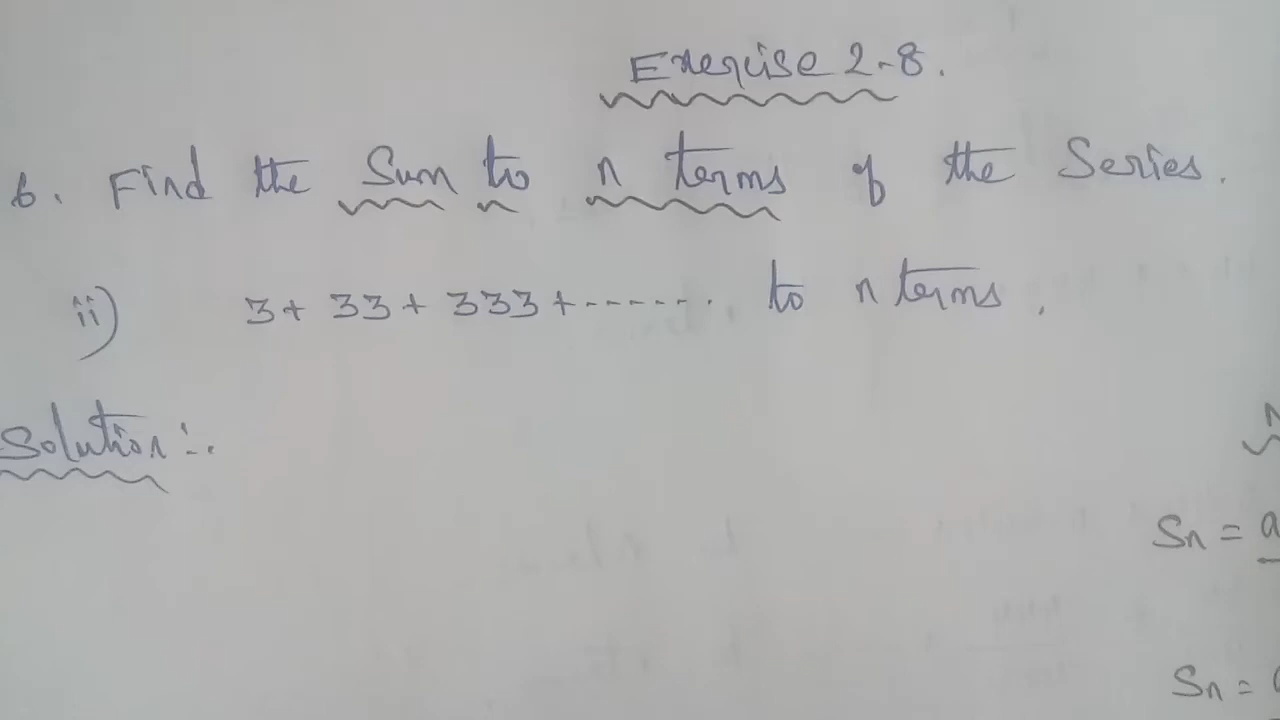 Exercise 2.8.
6. Find the Sum to n terms of the Series.
ii) 3+ 33+ 333+....... to n terms.
Solution:.
Sn = a
Sn =